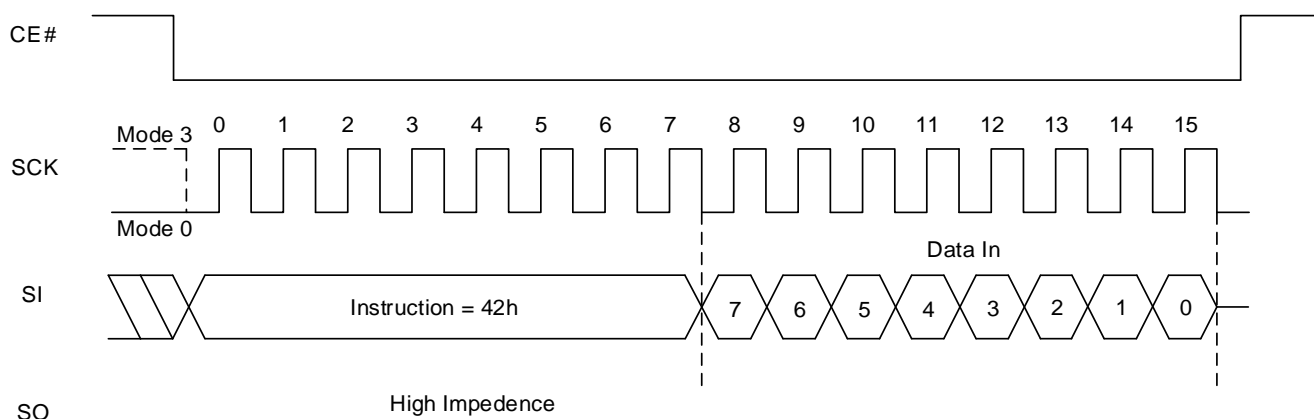 CE#
Mode 3 0 1 2 3 4 5 6 7 8 9 10 11 12 13 14 15
SCK
Mode 0
Data In
SI Instruction = 42h 7 6 5 4 3 2 1 0
SO High Impedence